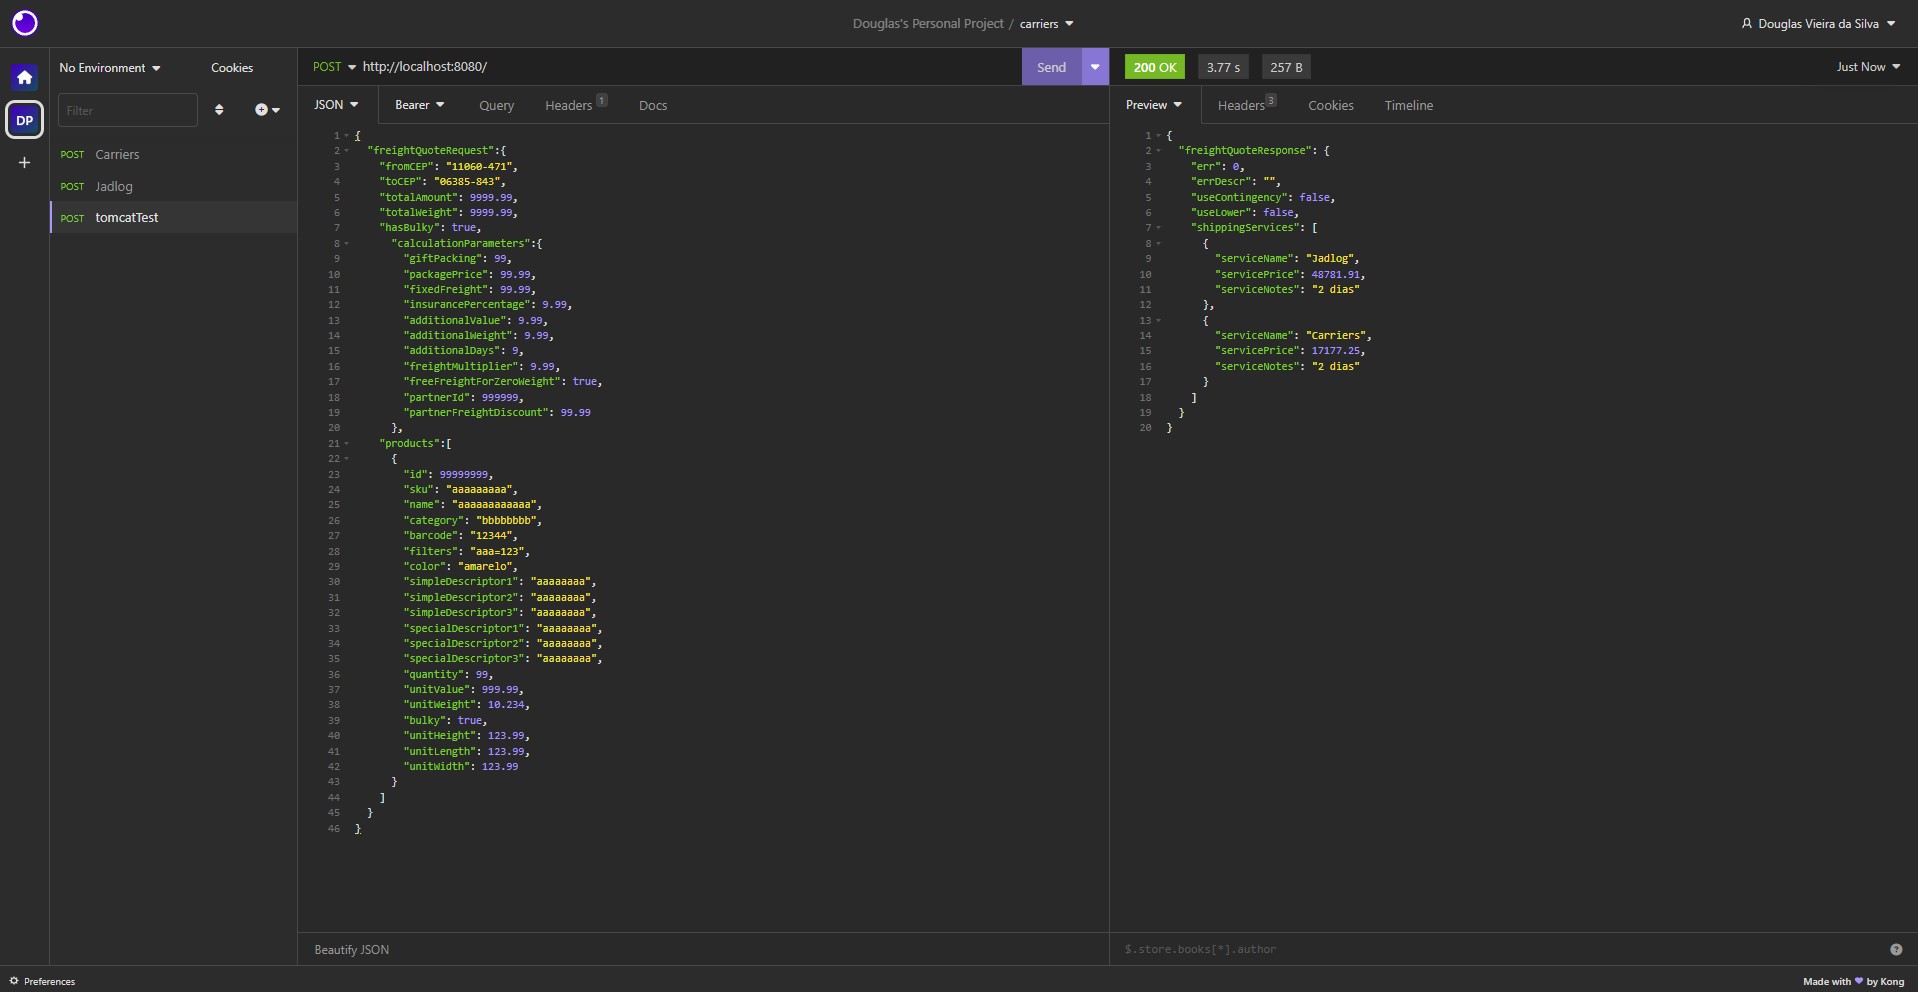 Douglas's Personal Project / carriers
Douglas Vieira da Silva
No Environment
Cookies
Filter
DP
POST Carriers
POST Jadlog
POST tomcatTest
POST http://localhost:8080/
Send
JSON Bearer Query Headers 1 Docs
1 {
2 "freightQuoteRequest":{
3 "fromCEP": "11060-471",
4 "toCEP": "06385-843",
5 "totalAmount": 9999.99,
6 "totalWeight": 9999.99,
7 "hasBulky": true,
8 "calculationParameters":{
9 "giftPacking": 99,
10 "packagePrice": 99.99,
11 "fixedFreight": 99.99,
12 "insurancePercentage": 9.99,
13 "additionalValue": 9.99,
14 "additionalWeight": 9.99,
15 "additionalDays": 9,
16 "freightMultiplier": 9.99,
17 "freeFreightForZeroWeight": true,
18 "partnerId": 999999,
19 "partnerFreightDiscount": 99.99
20 },
21 "products":[
22 {
23 "id": 99999999,
24 "sku": "aaaaaaaaa",
25 "name": "aaaaaaaaaaaa",
26 "category": "bbbbbbbb",
27 "barcode": "12344",
28 "filters": "aaa=123",
29 "color": "amarelo",
30 "simpleDescriptor1": "aaaaaaaa",
31 "simpleDescriptor2": "aaaaaaaa",
32 "simpleDescriptor3": "aaaaaaaa",
33 "specialDescriptor1": "aaaaaaaa",
34 "specialDescriptor2": "aaaaaaaa",
35 "specialDescriptor3": "aaaaaaaa",
36 "quantity": 99,
37 "unitValue": 999.99,
38 "unitWeight": 10.234,
39 "bulky": true,
40 "unitHeight": 123.99,
41 "unitLength": 123.99,
42 "unitWidth": 123.99
43 }
44 ]
45 }
46 }
Beautify JSON
200 OK 3.77 s 257 B Just Now
Preview Headers 3 Cookies Timeline
1 {
2 "freightQuoteResponse": {
3 "err": 0,
4 "errDescr": "",
5 "useContingency": false,
6 "useLower": false,
7 "shippingServices": [
8 {
9 "serviceName": "Jadlog",
10 "servicePrice": 48781.91,
11 "serviceNotes": "2 dias"
12 },
13 {
14 "serviceName": "Carriers",
15 "servicePrice": 17177.25,
16 "serviceNotes": "2 dias"
17 }
18 ]
19 }
20 }
$.store.books[*].author
Preferences
Made with ♥ by Kong